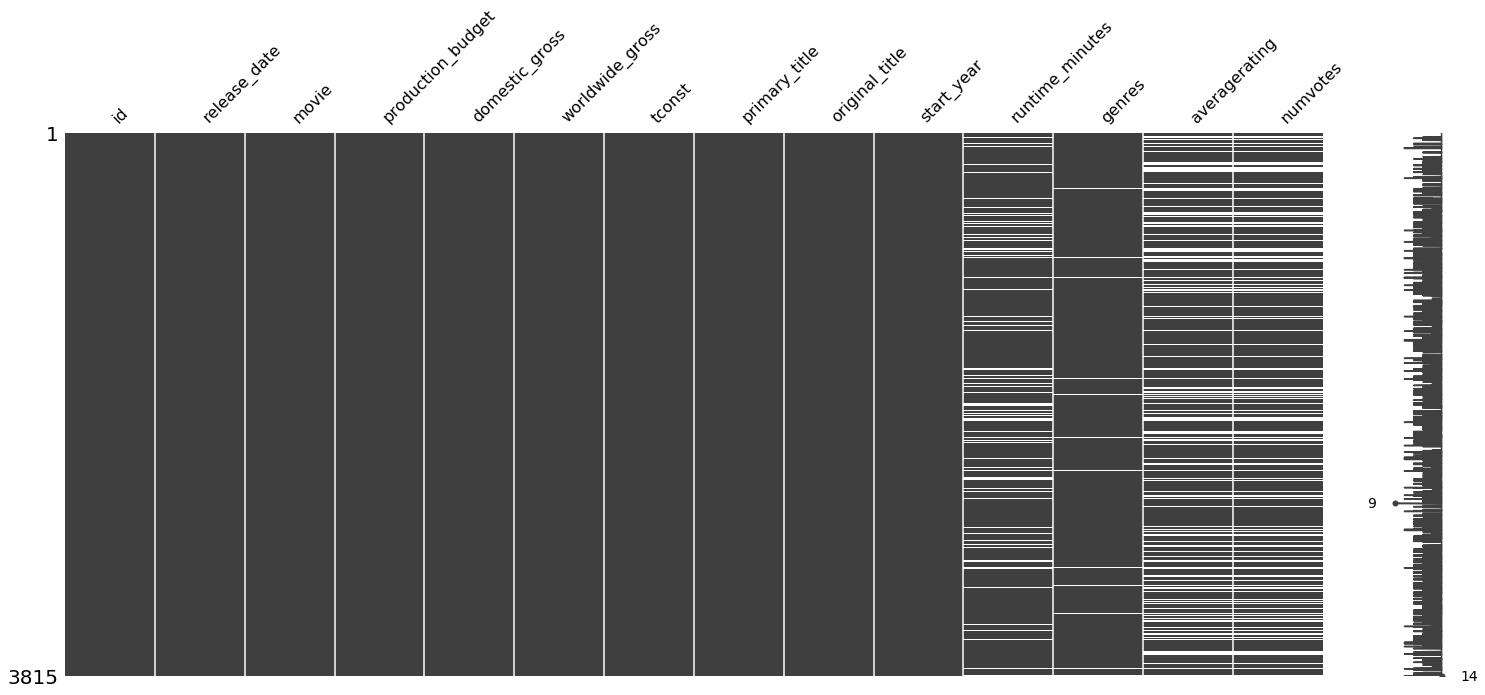 id
release_date
movie
production_budget
domestic_gross
worldwide_gross
tconst
primary_title
original_title
start_year
runtime_minutes
genres
averagerating
numvotes
1
9
3815
14